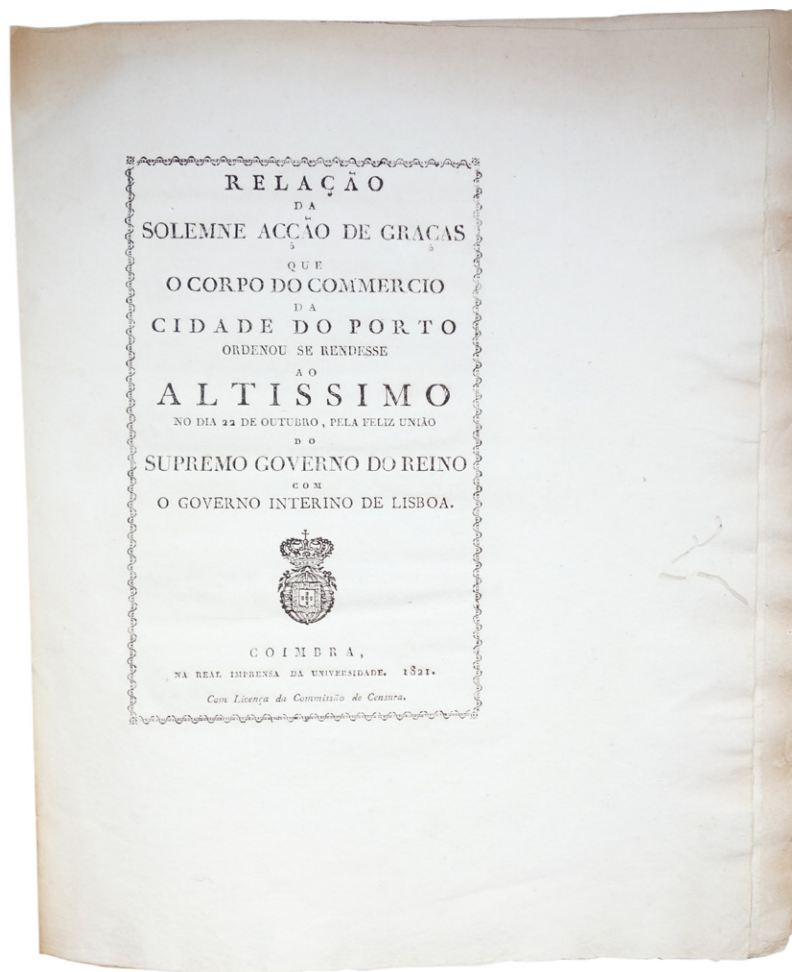 RELAÇÃO
DA
SOLEMNE ACÇÃO DE GRAÇAS
QUE
O CORPO DO COMMERCIO
DA
CIDADE DO PORTO
ORDENOU SE RENDESSE
AO
ALTISSIMO
NO DIA 22 DE OUTUBRO, PELA FELIZ UNIÃO
DO
SUPREMO GOVERNO DO REINO
COM
O GOVERNO INTERINO DE LISBOA.
COIMBRA,
NA REAL IMPRENSA DA UNIVERSIDADE. 1821.
Com Licença da Commissão de Censura.